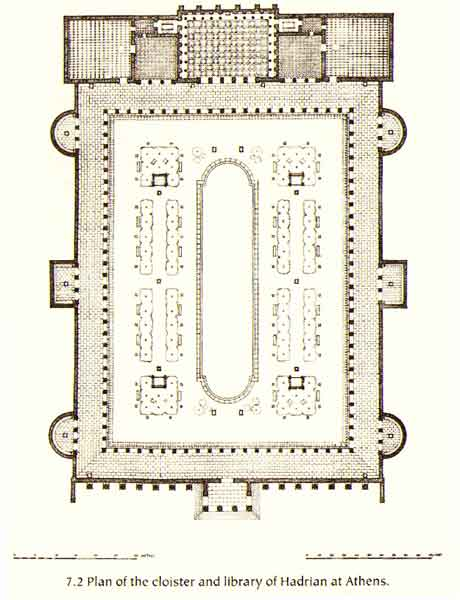 7.2 Plan of the cloister and library of Hadrian at Athens.